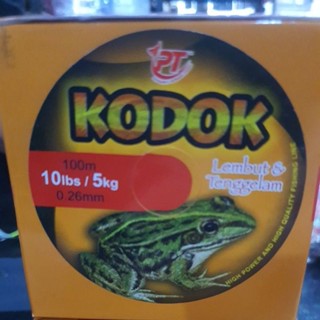 PT
KODOK
Lembut &
Tenggelam
100m
10lbs / 5kg
0.26mm
HIGH POWER AND HIGH QUALITY FISHING LINE